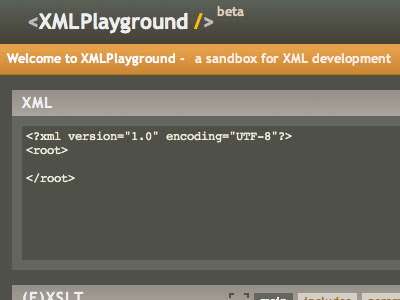 <XMLPlayground /> beta
Welcome to XMLPlayground - a sandbox for XML development
XML
<?xml version="1.0" encoding="UTF-8"?>
<root>
</root>
(E)XSLT
includes